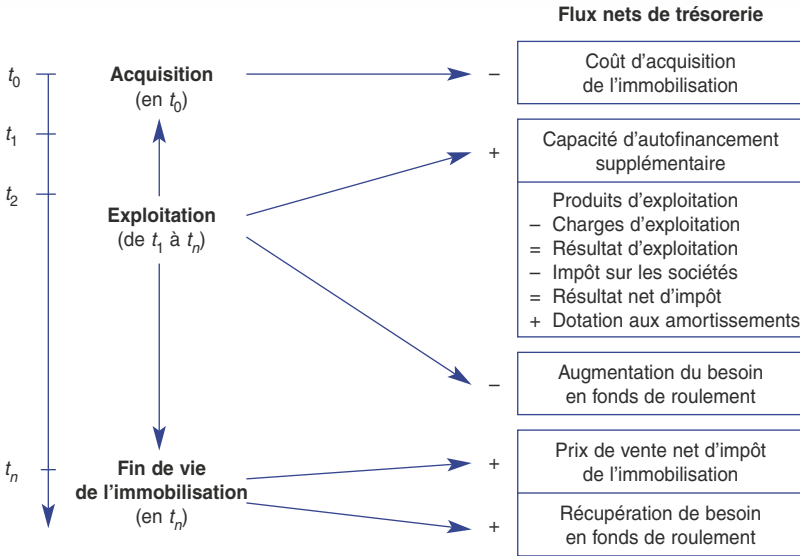 Flux nets de trésorerie
t0
Acquisition
(en t0)
–
Coût d'acquisition
de l'immobilisation
t1
t2
Exploitation
(de t1 à tn)
+
Capacité d'autofinancement
supplémentaire
Produits d'exploitation
– Charges d'exploitation
= Résultat d'exploitation
– Impôt sur les sociétés
= Résultat net d'impôt
+ Dotation aux amortissements
–
Augmentation du besoin
en fonds de roulement
tn
Fin de vie
de l'immobilisation
(en tn)
+
Prix de vente net d'impôt
de l'immobilisation
+
Récupération de besoin
en fonds de roulement